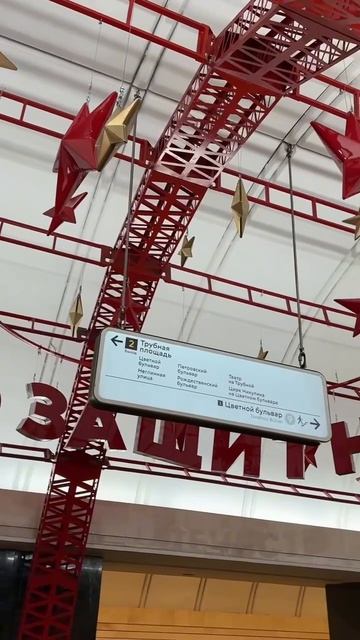 2 Трубная
площадь
Цветной
бульвар
Неглинная
улица
Петровский
бульвар
Рождественский
бульвар
Театр
на Трубной
Цирк Никулина
на Цветном бульваре
Цветной бульвар
ЗАЩИТН